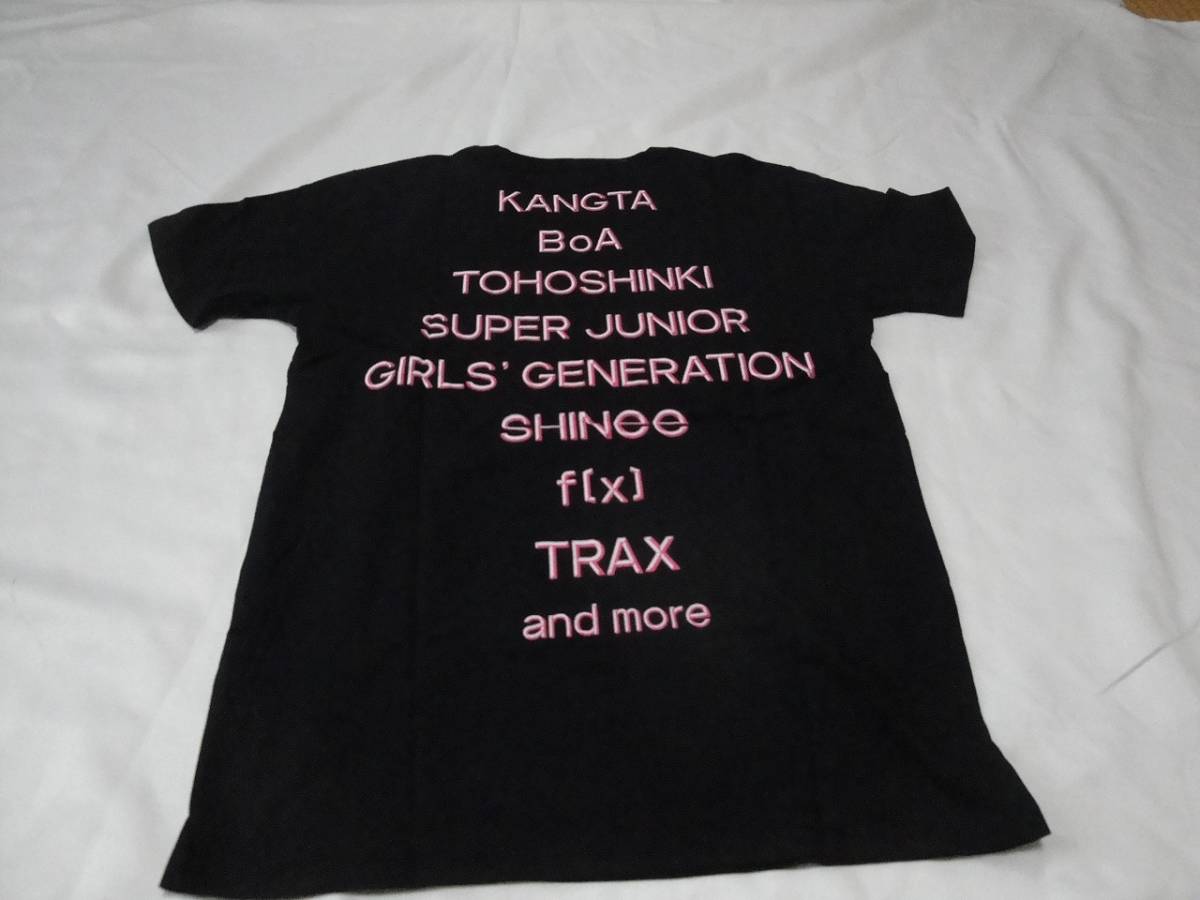 KANGTA
BoA
TOHOSHINKI
SUPER JUNIOR
GIRLS' GENERATION
SHINee
f(x)
TRAX
and more